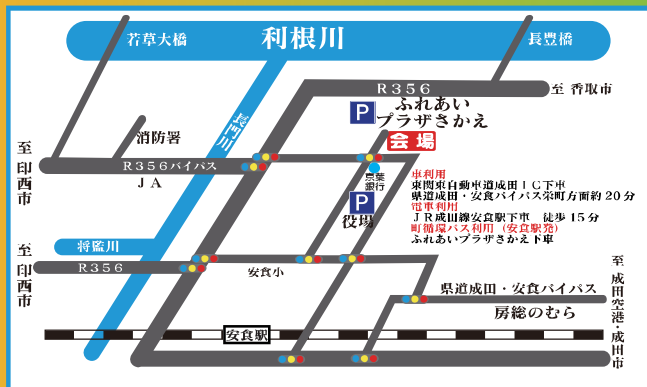 若草大橋
利根川
長豊橋
R356
至 香取市
P
ふれあい
プラザさかえ
会場
長門川
消防署
至 印西市
R356バイパス
JA
京葉
銀行
P
役場
車利用
東関東自動車道成田IC下車
県道成田・安食バイパス栄町方面約20分
電車利用
JR成田線安食駅下車 徒歩15分
町循環バス利用(安食駅発)
ふれあいプラザさかえ下車
将監川
至 印西市
R356
安食小
県道成田・安食バイパス
房総のむら
至 成田空港・成田市
安食駅